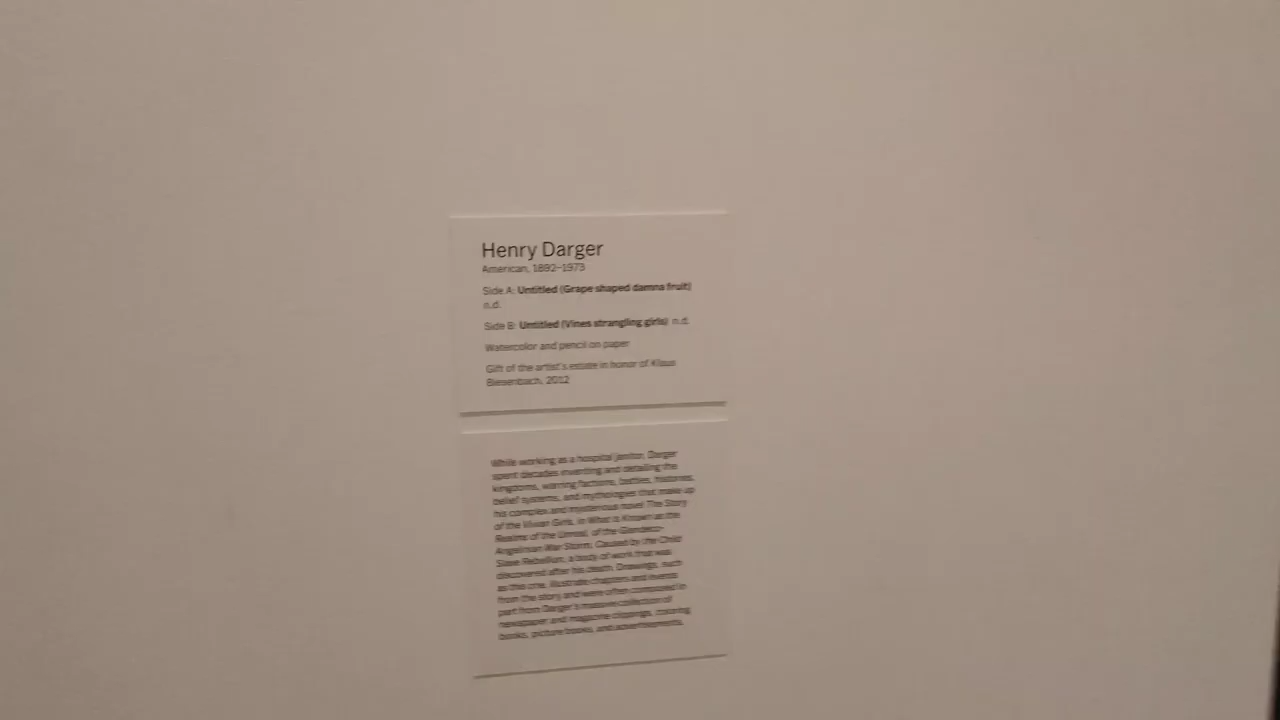 Henry Darger
American, 1892–1973
Side A: Untitled (Grape shaped damna fruit)
n.d.
Side B: Untitled (Vines strangling girls) n.d.
Watercolor and pencil on paper
Gift of the artist's estate in honor of Klaus
Biesenbach, 2012
While working as a hospital janitor, Darger
spent decades inventing and detailing the
kingdoms, warring factions, battles, histories,
belief systems, and mythologies that make up
his complex and mysterious novel The Story
of the Vivian Girls, in What is Known as the
Realms of the Unreal, of the Glandeco-
Angelinian War Storm, Caused by the Child
Slave Rebellion, a body of work that was
discovered after his death. Drawings, such
as this one, illustrate chapters and events
from the story and were often composed in
part from Darger's massive collection of
newspaper and magazine clippings, coloring
books, picture books, and advertisements.